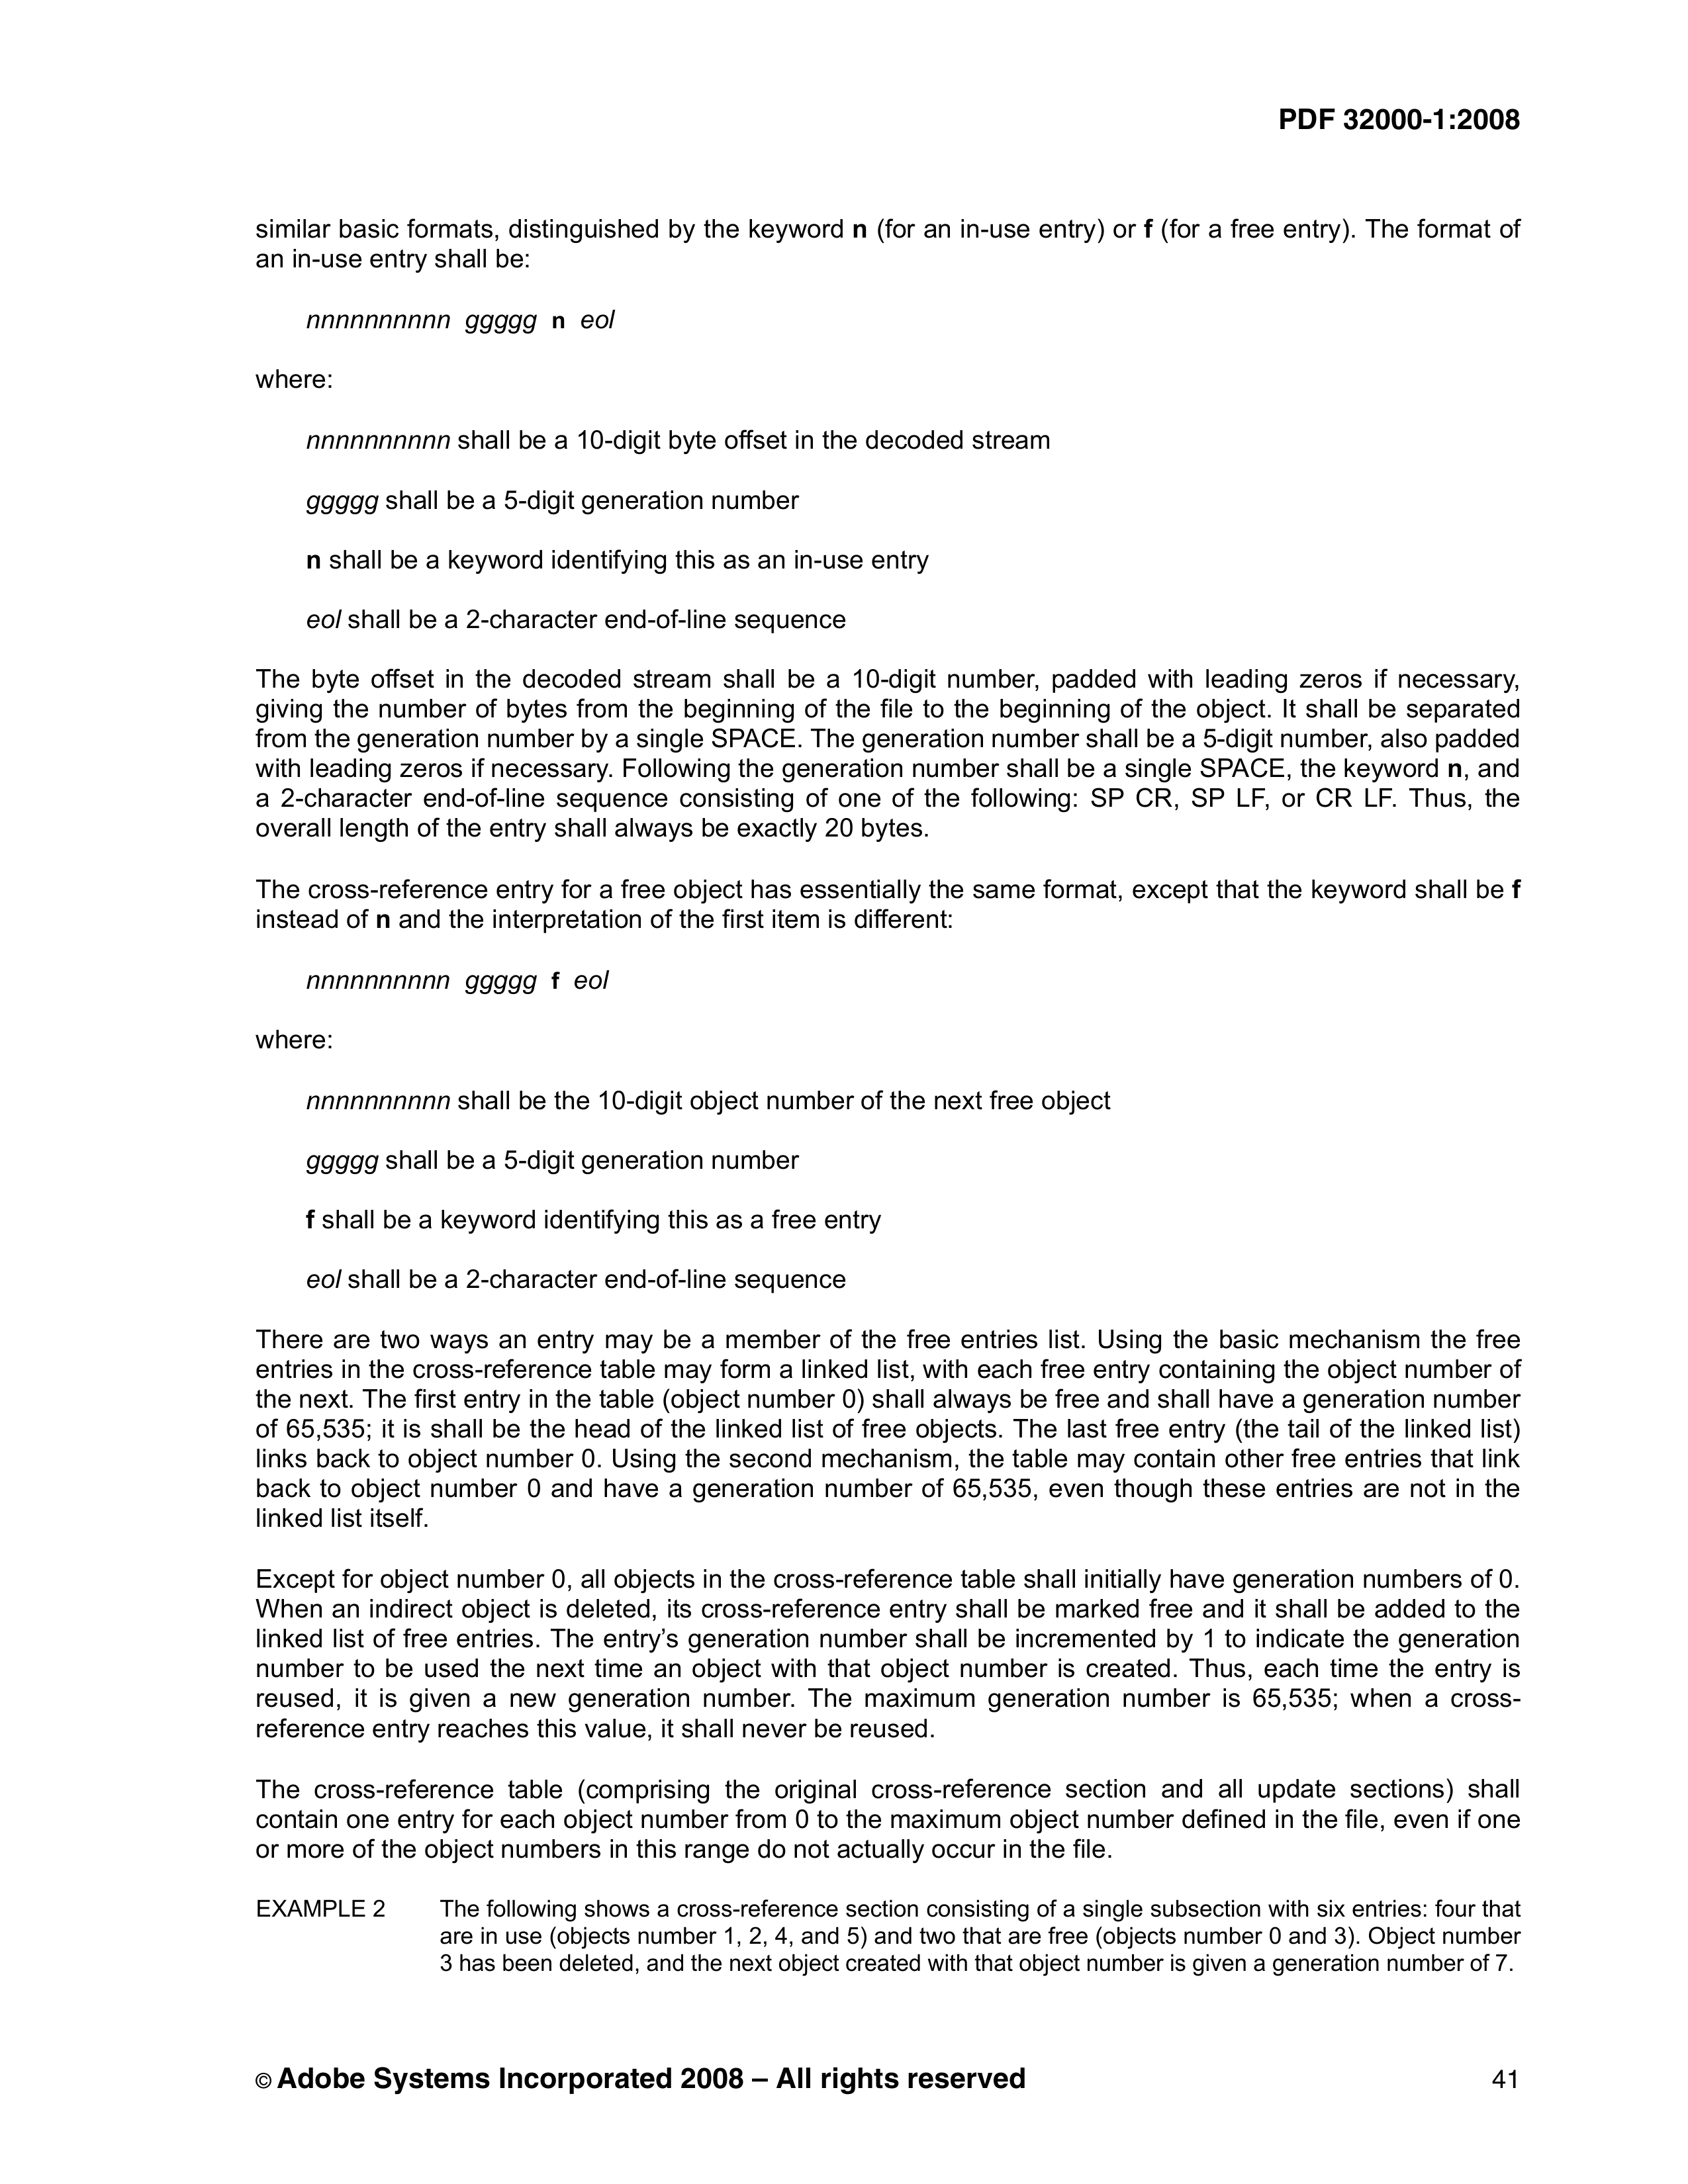 PDF 32000-1:2008
similar basic formats, distinguished by the keyword n (for an in-use entry) or f (for a free entry). The format of
an in-use entry shall be:
nnnnnnnnnn ggggg n eol
where:
nnnnnnnnnn shall be a 10-digit byte offset in the decoded stream
ggggg shall be a 5-digit generation number
n shall be a keyword identifying this as an in-use entry
eol shall be a 2-character end-of-line sequence
The byte offset in the decoded stream shall be a 10-digit number, padded with leading zeros if necessary,
giving the number of bytes from the beginning of the file to the beginning of the object. It shall be separated
from the generation number by a single SPACE. The generation number shall be a 5-digit number, also padded
with leading zeros if necessary. Following the generation number shall be a single SPACE, the keyword n, and
a 2-character end-of-line sequence consisting of one of the following: SP CR, SP LF, or CR LF. Thus, the
overall length of the entry shall always be exactly 20 bytes.
The cross-reference entry for a free object has essentially the same format, except that the keyword shall be f
instead of n and the interpretation of the first item is different:
nnnnnnnnnn ggggg f eol
where:
nnnnnnnnnn shall be the 10-digit object number of the next free object
ggggg shall be a 5-digit generation number
f shall be a keyword identifying this as a free entry
eol shall be a 2-character end-of-line sequence
There are two ways an entry may be a member of the free entries list. Using the basic mechanism the free
entries in the cross-reference table may form a linked list, with each free entry containing the object number of
the next. The first entry in the table (object number 0) shall always be free and shall have a generation number
of 65,535; it is shall be the head of the linked list of free objects. The last free entry (the tail of the linked list)
links back to object number 0. Using the second mechanism, the table may contain other free entries that link
back to object number 0 and have a generation number of 65,535, even though these entries are not in the
linked list itself.
Except for object number 0, all objects in the cross-reference table shall initially have generation numbers of 0.
When an indirect object is deleted, its cross-reference entry shall be marked free and it shall be added to the
linked list of free entries. The entry’s generation number shall be incremented by 1 to indicate the generation
number to be used the next time an object with that object number is created. Thus, each time the entry is
reused, it is given a new generation number. The maximum generation number is 65,535; when a cross-
reference entry reaches this value, it shall never be reused.
The cross-reference table (comprising the original cross-reference section and all update sections) shall
contain one entry for each object number from 0 to the maximum object number defined in the file, even if one
or more of the object numbers in this range do not actually occur in the file.
EXAMPLE 2 The following shows a cross-reference section consisting of a single subsection with six entries: four that
are in use (objects number 1, 2, 4, and 5) and two that are free (objects number 0 and 3). Object number
3 has been deleted, and the next object created with that object number is given a generation number of 7.
© Adobe Systems Incorporated 2008 – All rights reserved 41